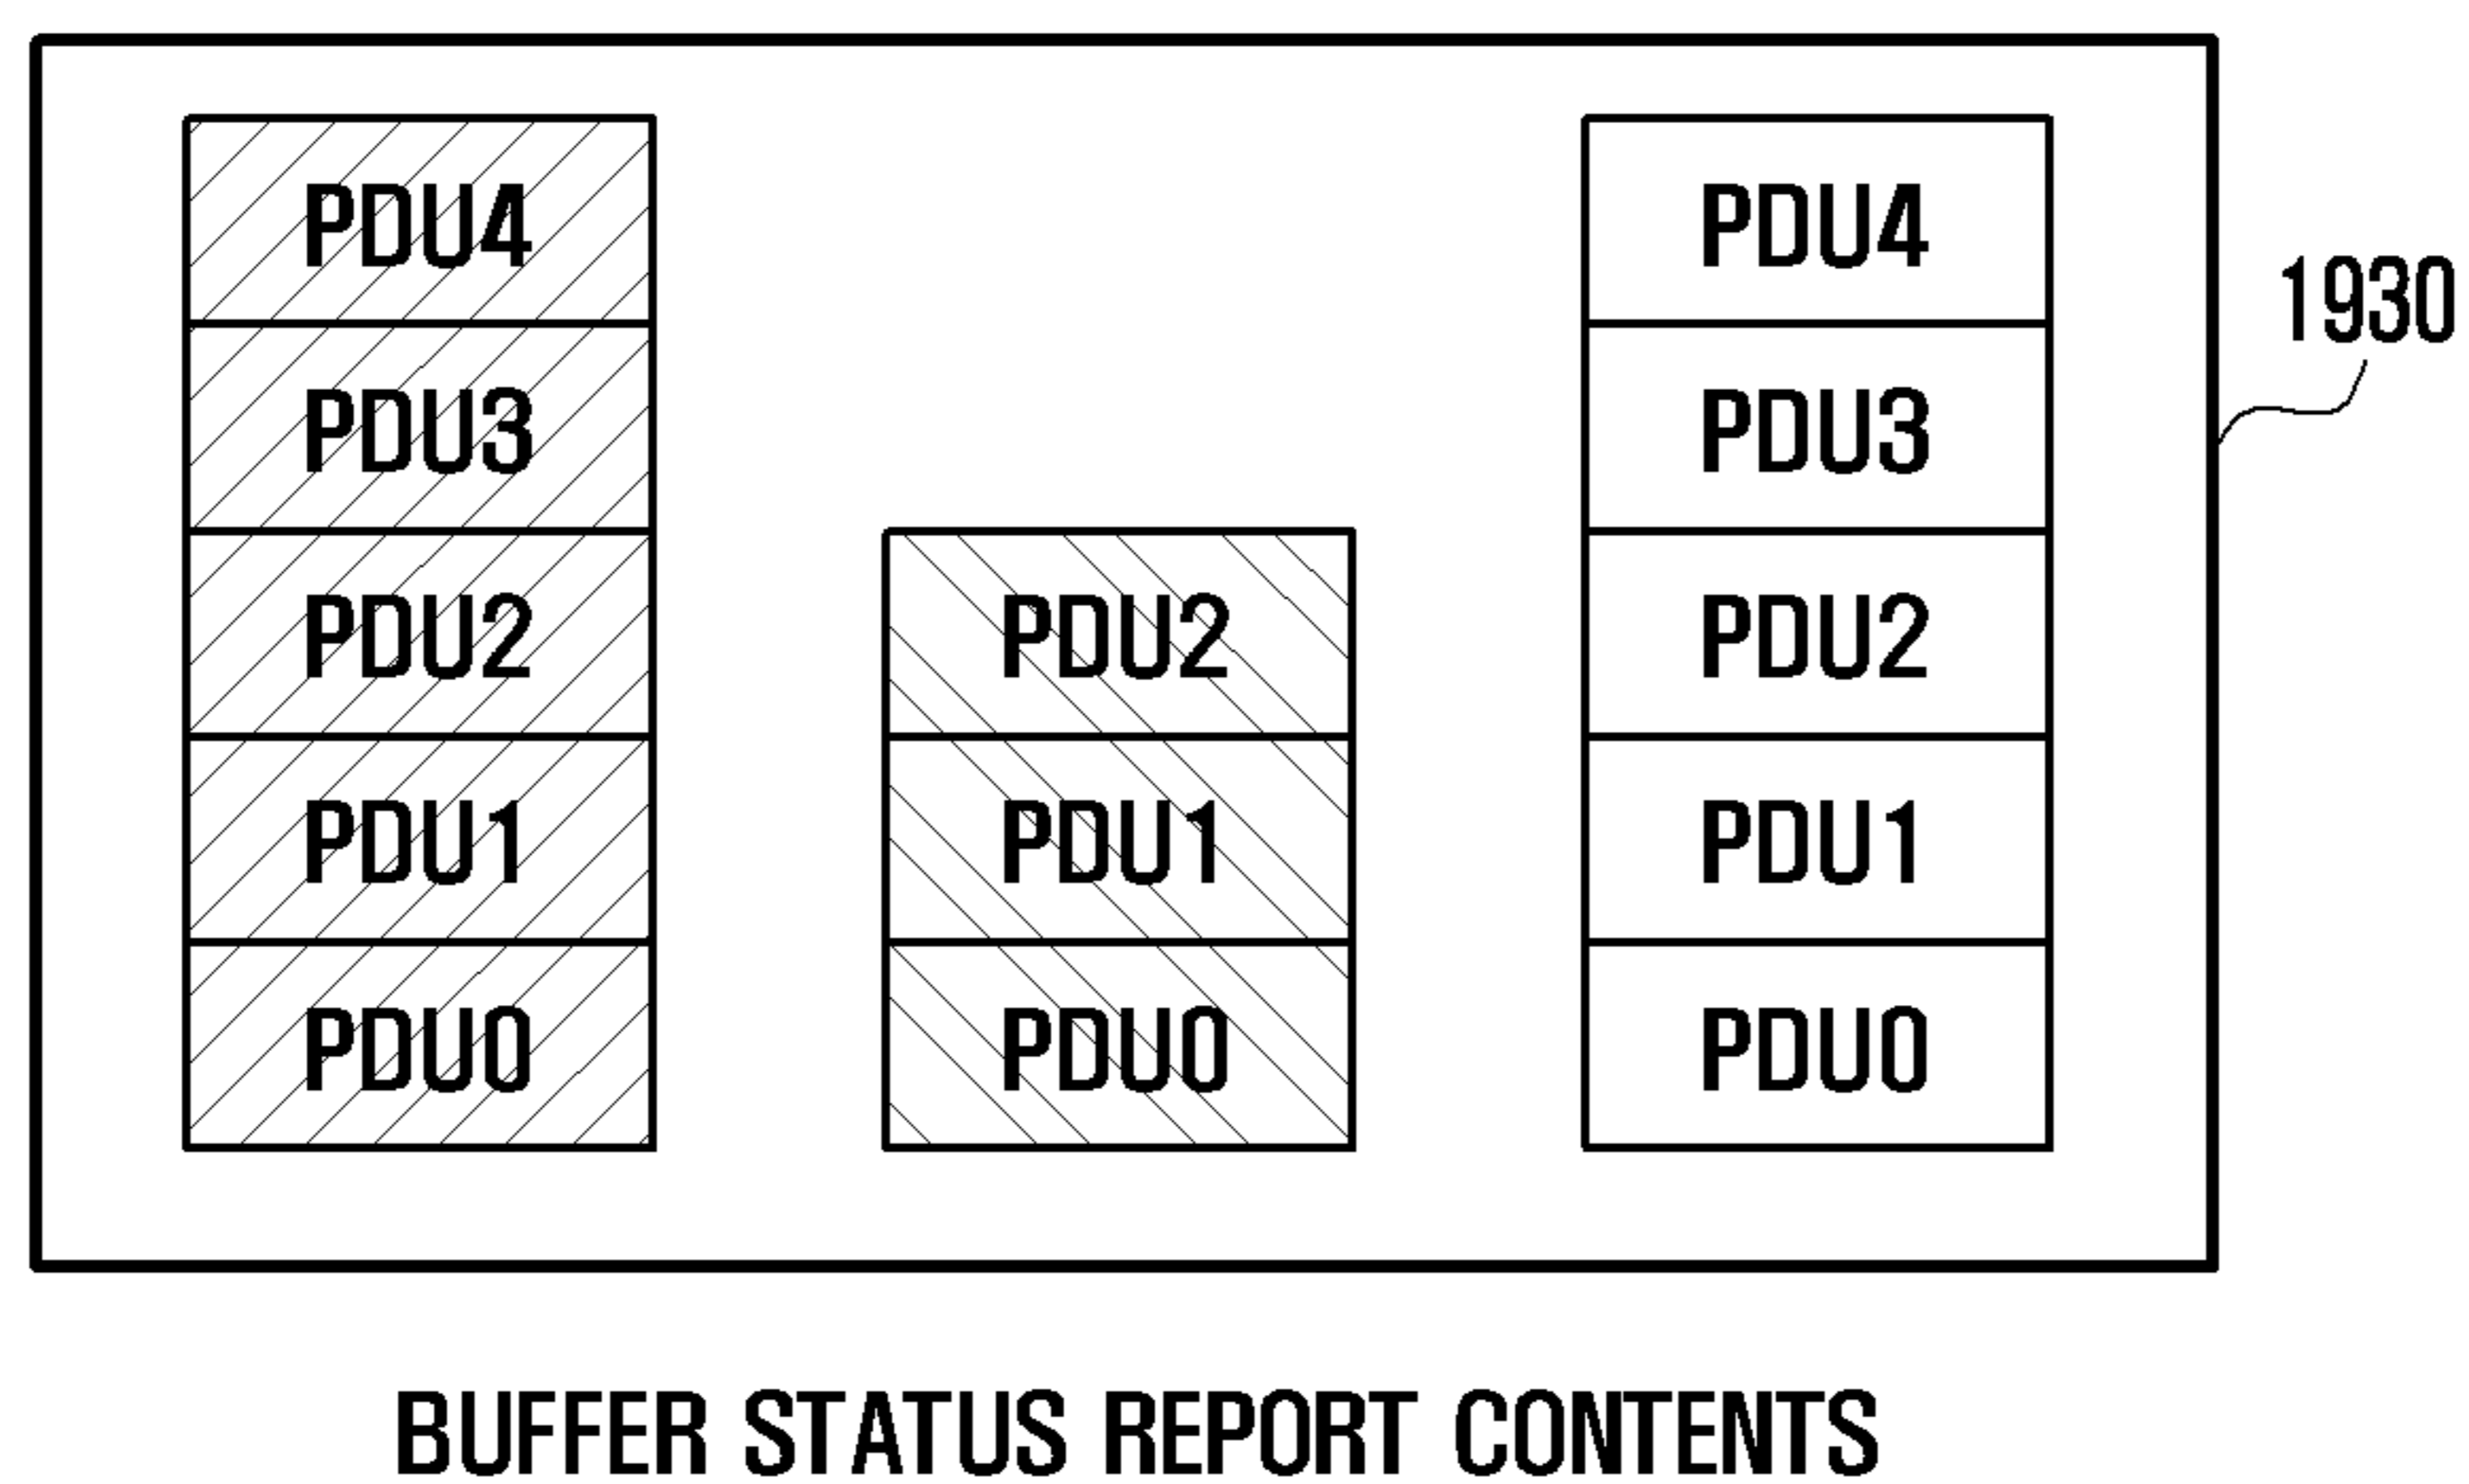 PDU4 PDU4
1930
PDU3 PDU3
PDU2 PDU2 PDU2
PDU1 PDU1 PDU1
PDU0 PDU0 PDU0
BUFFER STATUS REPORT CONTENTS